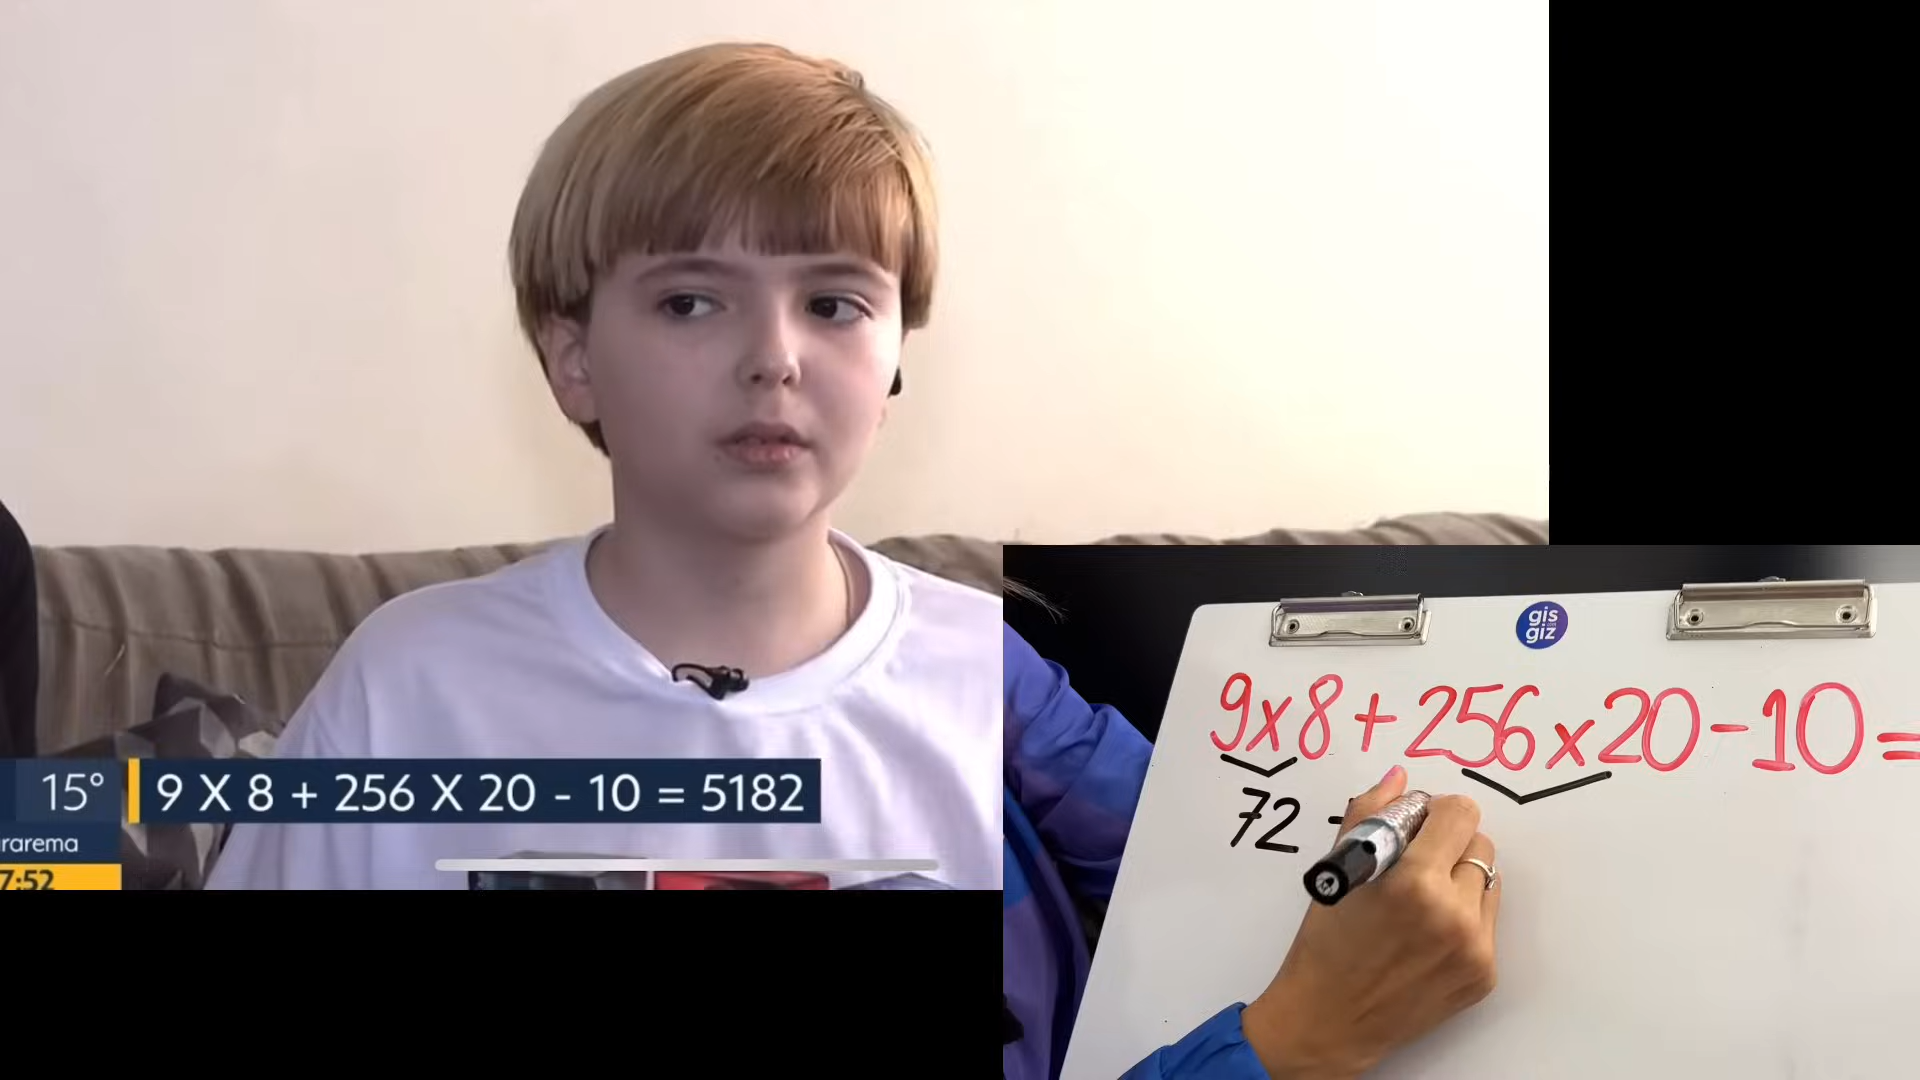 15°
9 X 8 + 256 X 20 - 10 = 5182
rarema
7:52
gis
giz
9x8+256x20-10=
72